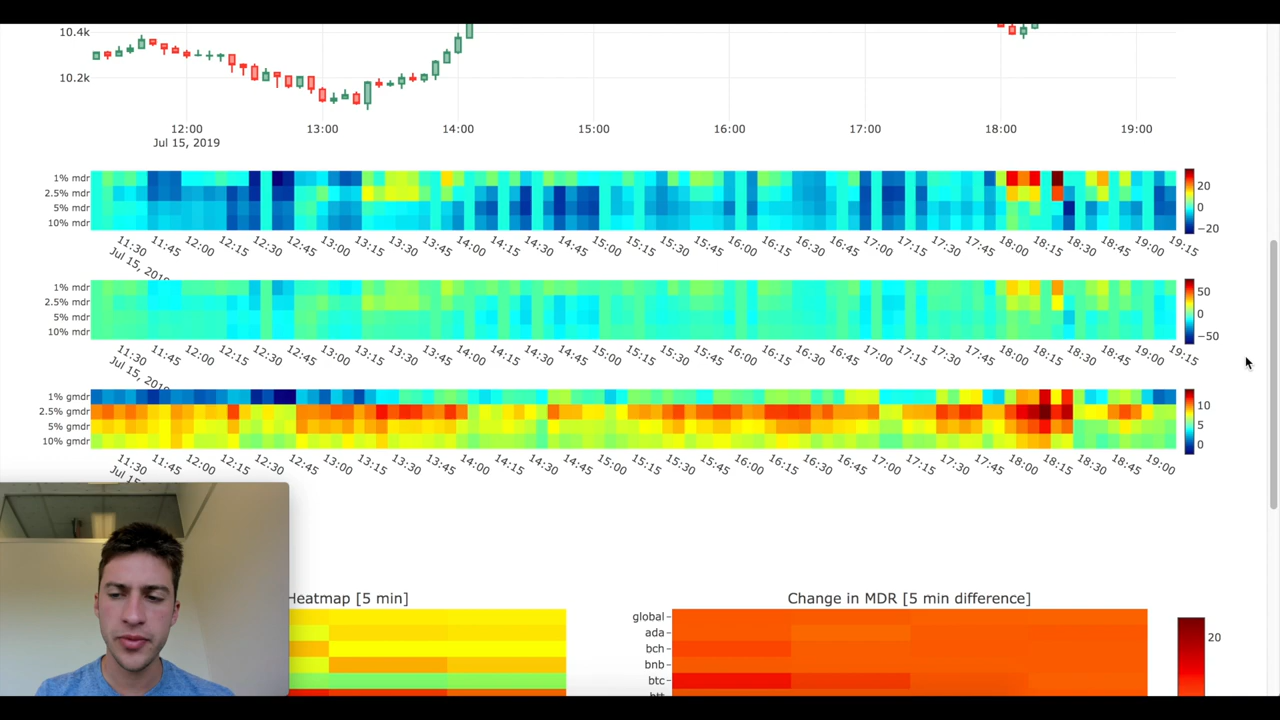 10.4k
10.2k
12:00 13:00 14:00 15:00 16:00 17:00 18:00 19:00
Jul 15, 2019
1% mdr
2.5% mdr
5% mdr
10% mdr
20
0
−20
11:30 11:45 12:00 12:15 12:30 12:45 13:00 13:15 13:30 13:45 14:00 14:15 14:30 14:45 15:00 15:15 15:30 15:45 16:00 16:15 16:30 16:45 17:00 17:15 17:30 17:45 18:00 18:15 18:30 18:45 19:00 19:15
Jul 15, 2019
1% mdr
2.5% mdr
5% mdr
10% mdr
50
0
−50
11:30 11:45 12:00 12:15 12:30 12:45 13:00 13:15 13:30 13:45 14:00 14:15 14:30 14:45 15:00 15:15 15:30 15:45 16:00 16:15 16:30 16:45 17:00 17:15 17:30 17:45 18:00 18:15 18:30 18:45 19:00 19:15
Jul 15, 2019
1% gmdr
2.5% gmdr
5% gmdr
10% gmdr
10
5
0
11:30 11:45 12:00 12:15 12:30 12:45 13:00 13:15 13:30 13:45 14:00 14:15 14:30 14:45 15:00 15:15 15:30 15:45 16:00 16:15 16:30 16:45 17:00 17:15 17:30 17:45 18:00 18:15 18:30 18:45 19:00
Jul 15,
Heatmap [5 min]
Change in MDR [5 min difference]
global
ada
bch
bnb
btc
20